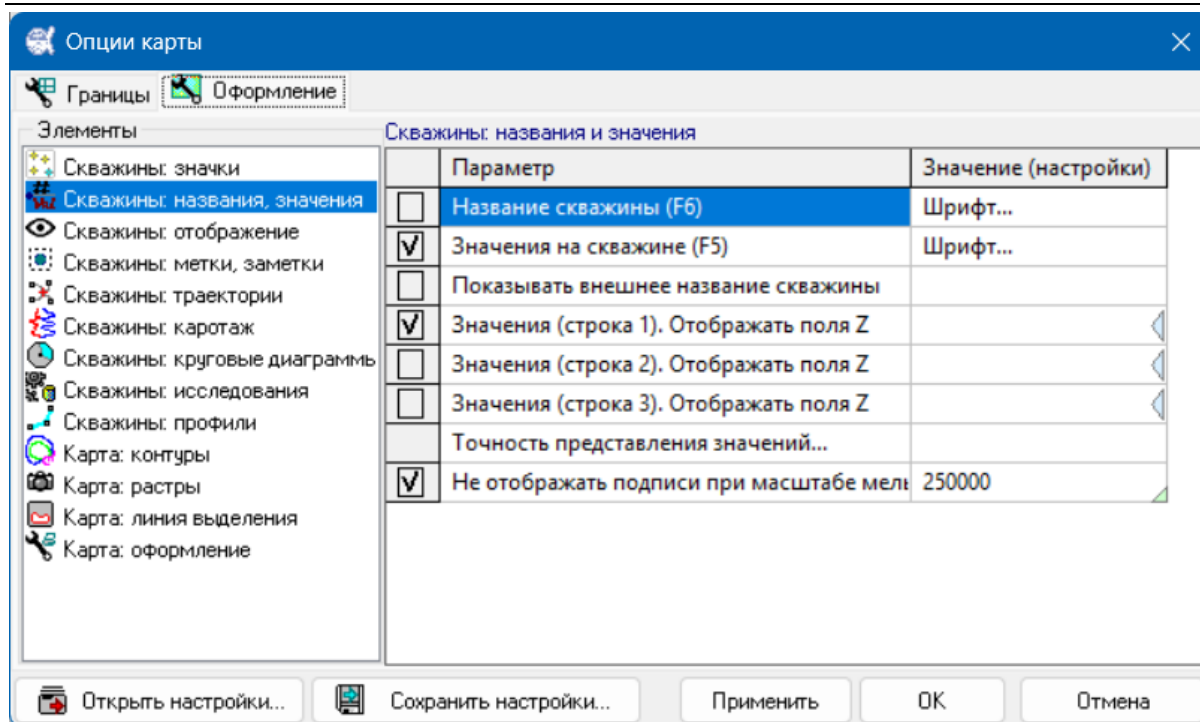 Опции карты
Границы Оформление
Элементы
Скважины: значки
Скважины: названия, значения
Скважины: отображение
Скважины: метки, заметки
Скважины: траектории
Скважины: каротаж
Скважины: круговые диаграммы
Скважины: исследования
Скважины: профили
Карта: контуры
Карта: растры
Карта: линия выделения
Карта: оформление
Скважины: названия и значения
Параметр Значение (настройки)
Название скважины (F6) Шрифт...
Значения на скважине (F5) Шрифт...
Показывать внешнее название скважины
Значения (строка 1). Отображать поля Z
Значения (строка 2). Отображать поля Z
Значения (строка 3). Отображать поля Z
Точность представления значений...
Не отображать подписи при масштабе мель 250000
Открыть настройки... Сохранить настройки... Применить OK Отмена